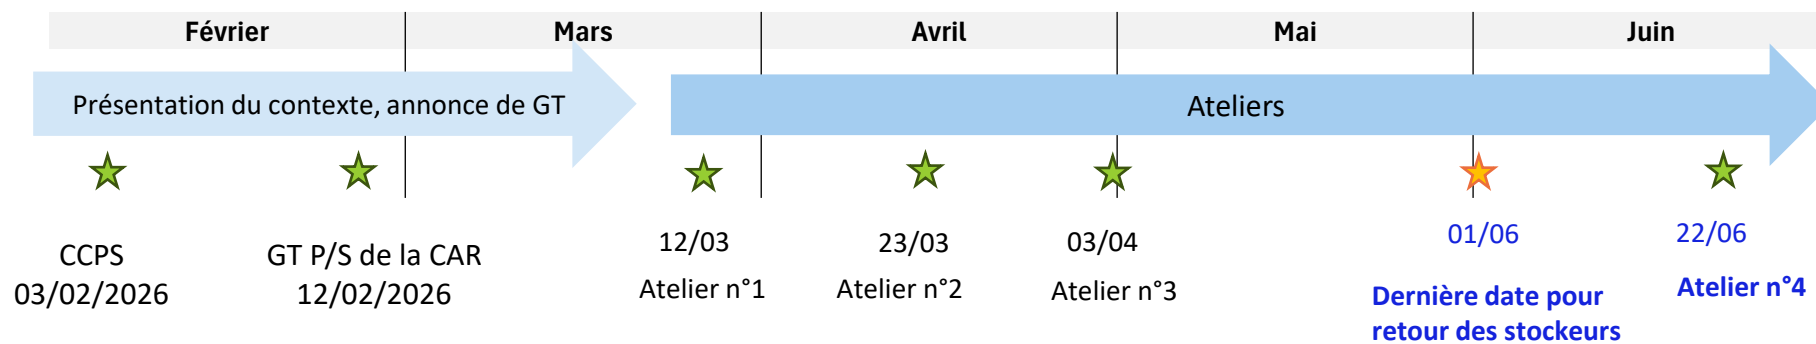 Février
Mars
Avril
Mai
Juin
Présentation du contexte, annonce de GT
Ateliers
CCPS
03/02/2026
GT P/S de la CAR
12/02/2026
12/03
Atelier n°1
23/03
Atelier n°2
03/04
Atelier n°3
01/06
Dernière date pour
retour des stockeurs
22/06
Atelier n°4